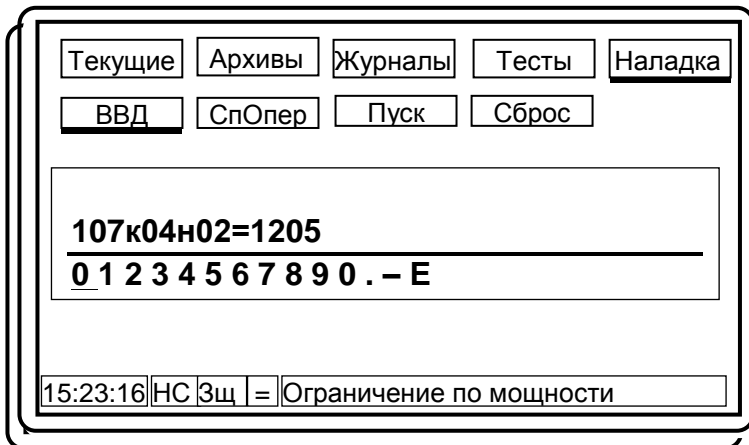 Текущие Архивы Журналы Тесты Наладка
ВВД СпОпер Пуск Сброс
107к04н02=1205
0 1 2 3 4 5 6 7 8 9 0 . – E
15:23:16 НС Зщ = Ограничение по мощности